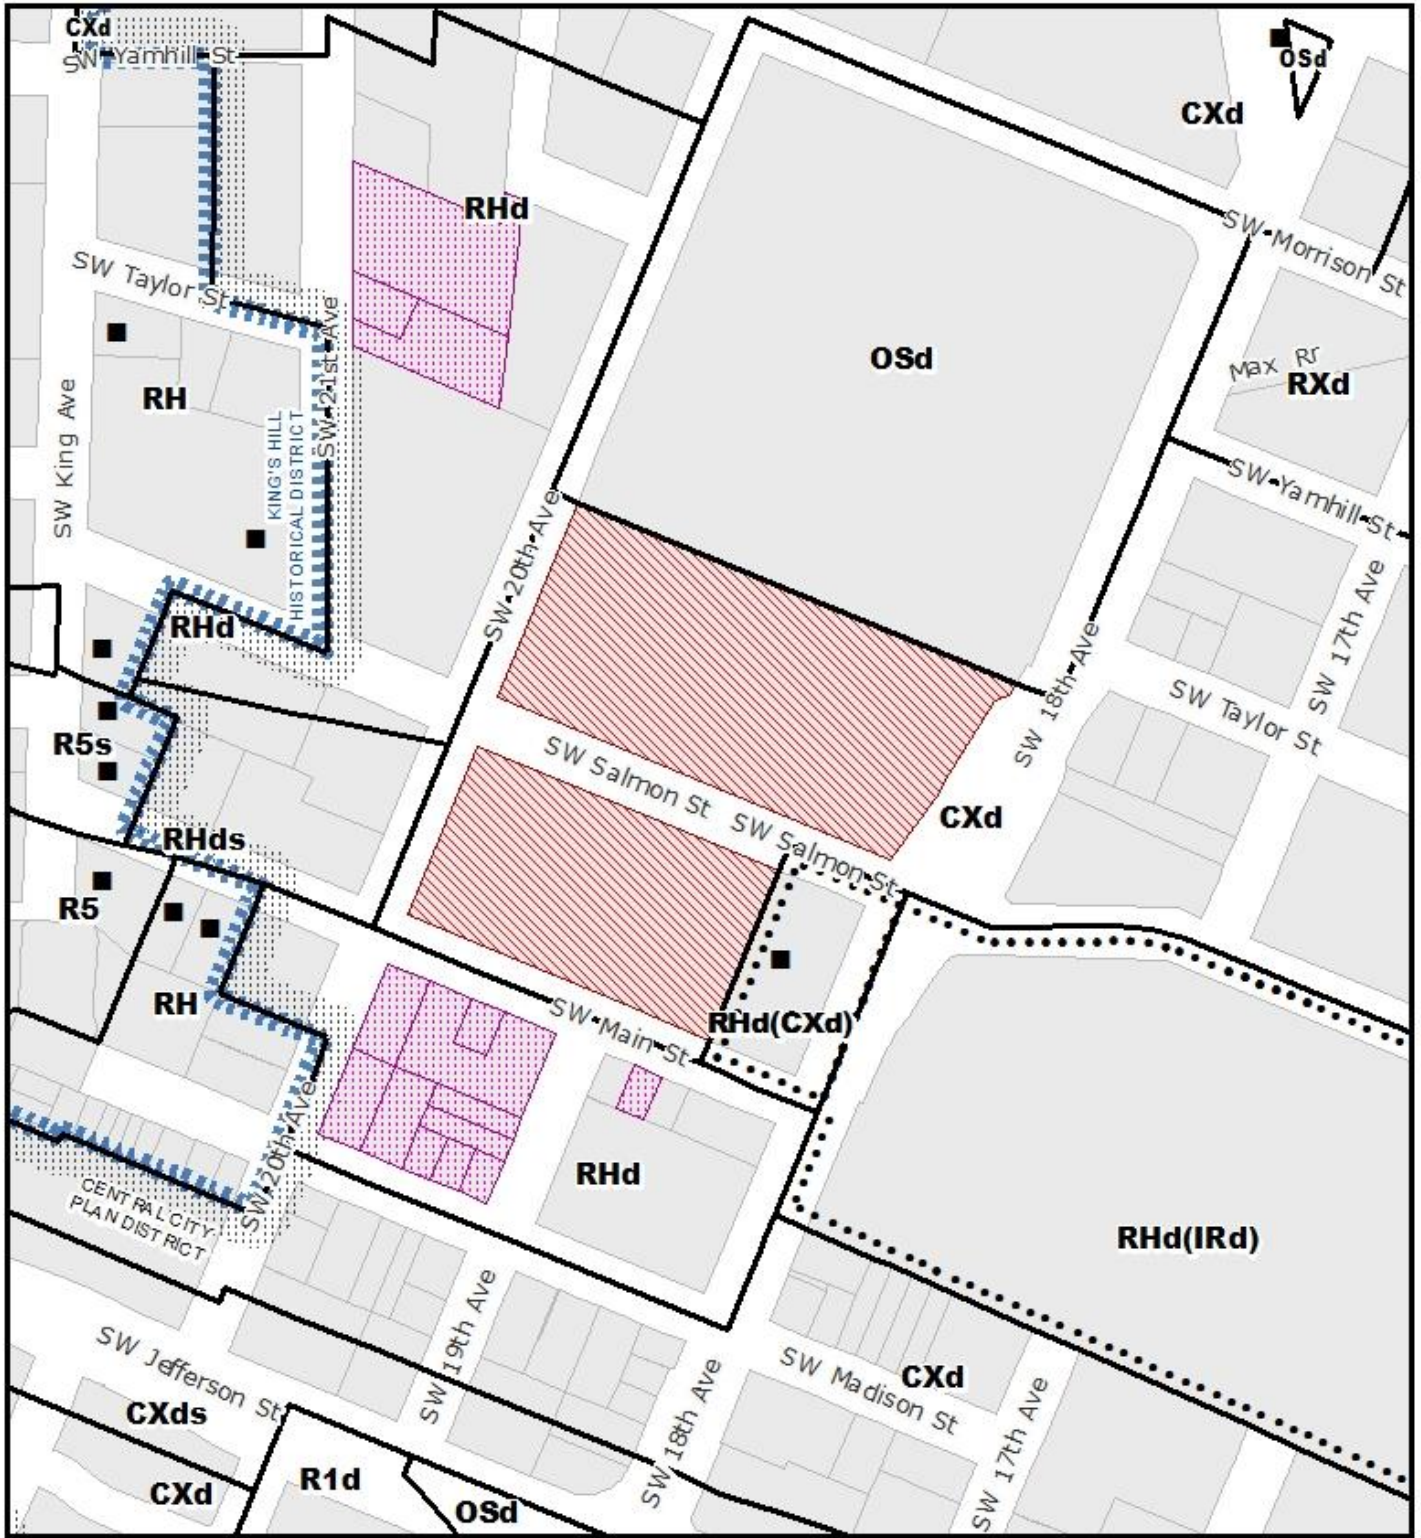 CXd
SW Yamhill St
OSd
CXd
RHd
SW Morrison St
SW Taylor St
SW 21st Ave
OSd
Max Rr
RXd
RH
SW King Ave
KING'S HILL
HISTORICAL DISTRICT
SW Yamhill St
SW 20th Ave
SW 17th Ave
RHd
SW 18th Ave
SW Taylor St
R5s
SW Salmon St
SW Salmon St
CXd
RHds
R5
RH
SW Main St
RHd(CXd)
SW 20th Ave
RHd
CENTRAL CITY
PLAN DISTRICT
RHd(IRd)
SW 19th Ave
SW Jefferson St
SW 18th Ave
SW Madison St
CXd
SW 17th Ave
CXds
R1d
CXd
OSd